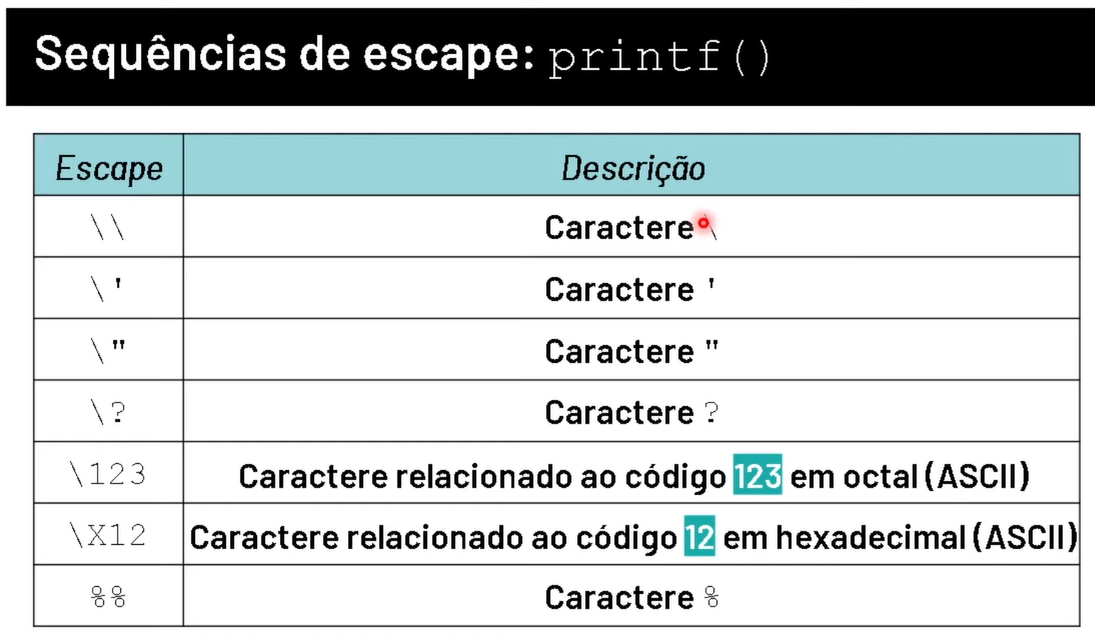 Sequências de escape: printf()
Escape Descrição
\\ Caractere \
\' Caractere '
\" Caractere "
\? Caractere ?
\123 Caractere relacionado ao código 123 em octal (ASCII)
\X12 Caractere relacionado ao código 12 em hexadecimal (ASCII)
%% Caractere %